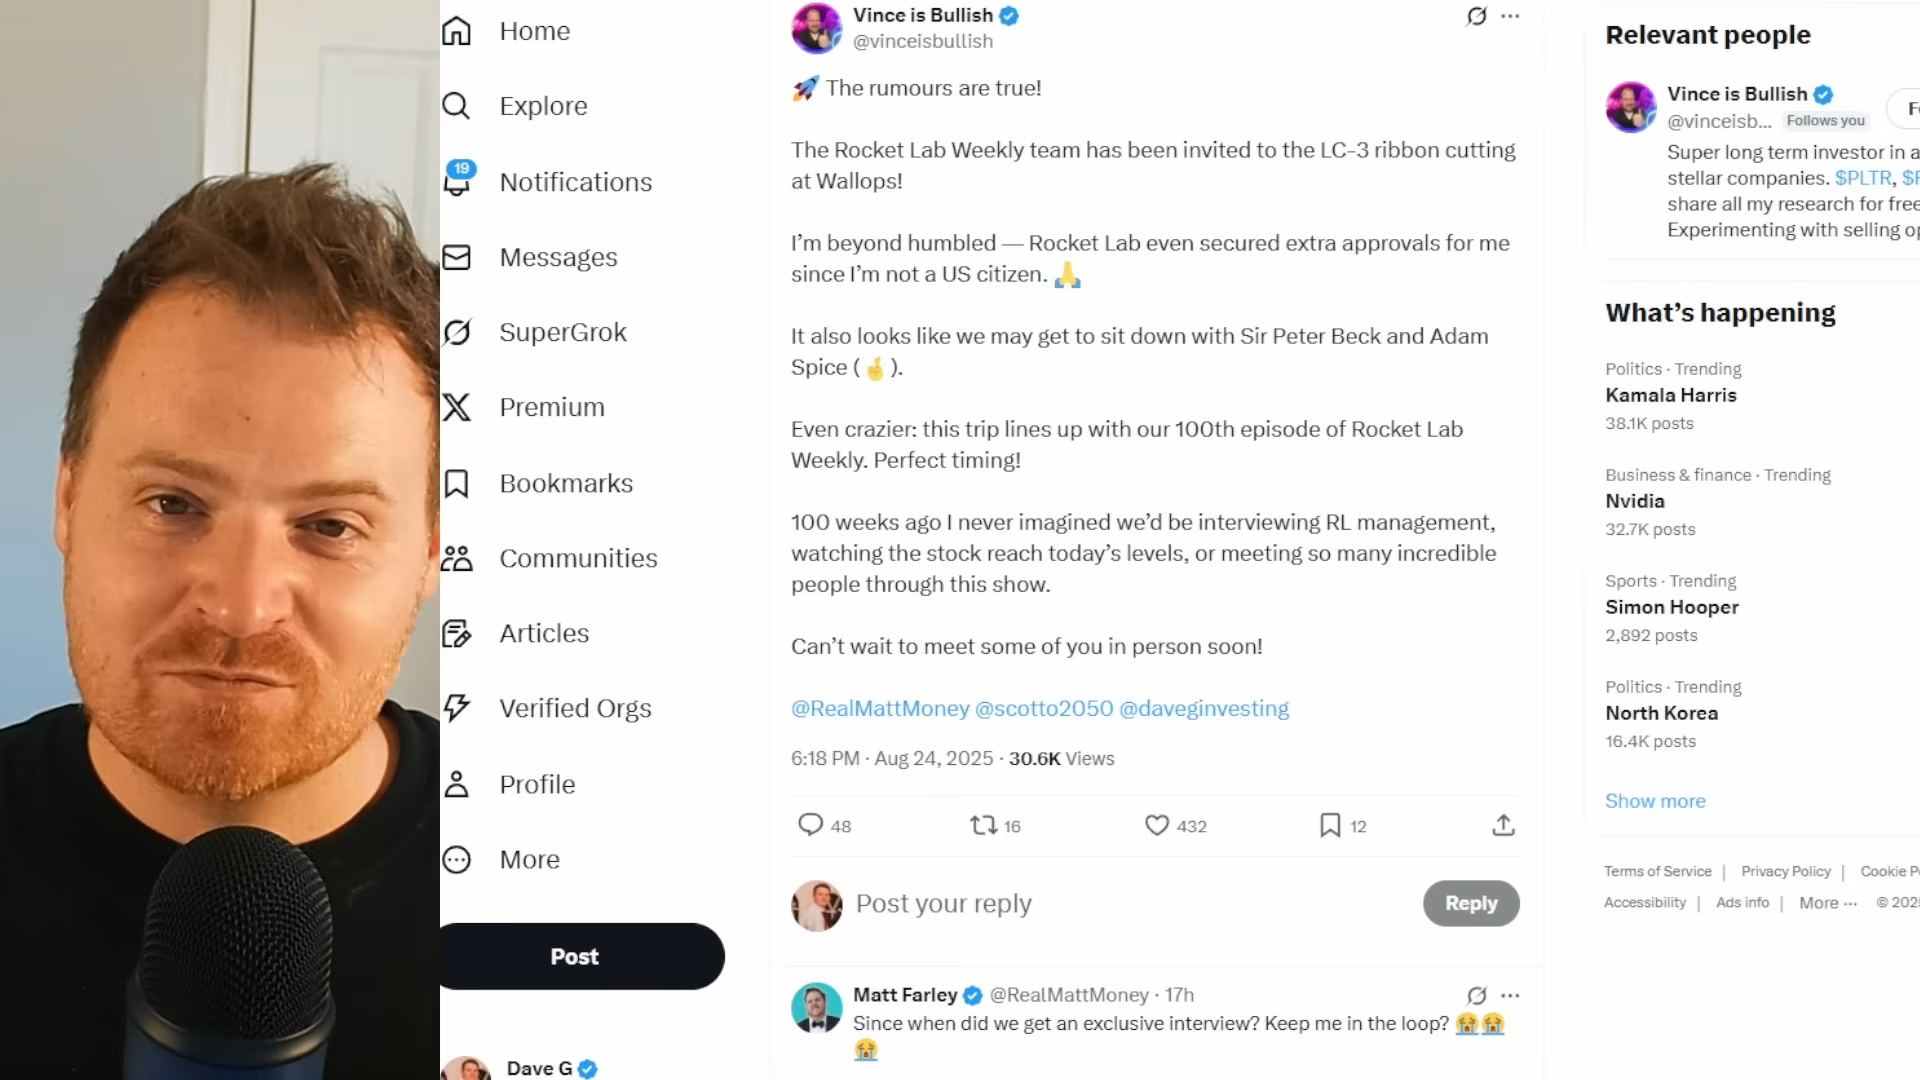 Home
Explore
19
Notifications
Messages
SuperGrok
Premium
Bookmarks
Communities
Articles
Verified Orgs
Profile
More
Post
Dave G
Vince is Bullish
@vinceisbullish
🚀 The rumours are true!
The Rocket Lab Weekly team has been invited to the LC-3 ribbon cutting
at Wallops!
I'm beyond humbled — Rocket Lab even secured extra approvals for me
since I'm not a US citizen. 🙏
It also looks like we may get to sit down with Sir Peter Beck and Adam
Spice (🤞).
Even crazier: this trip lines up with our 100th episode of Rocket Lab
Weekly. Perfect timing!
100 weeks ago I never imagined we'd be interviewing RL management,
watching the stock reach today's levels, or meeting so many incredible
people through this show.
Can't wait to meet some of you in person soon!
@RealMattMoney @scotto2050 @daveginvesting
6:18 PM · Aug 24, 2025 · 30.6K Views
48 16 432 12
Post your reply
Reply
Matt Farley @RealMattMoney · 17h
Since when did we get an exclusive interview? Keep me in the loop? 😭😭
😭
Relevant people
Vince is Bullish
@vinceisb... Follows you
Super long term investor in a
stellar companies. $PLTR,
share all my research for free
Experimenting with selling
What's happening
Politics · Trending
Kamala Harris
38.1K posts
Business & finance · Trending
Nvidia
32.7K posts
Sports · Trending
Simon Hooper
2,892 posts
Politics · Trending
North Korea
16.4K posts
Show more
Terms of Service | Privacy Policy | Cookie
Accessibility | Ads info | More ··· ©